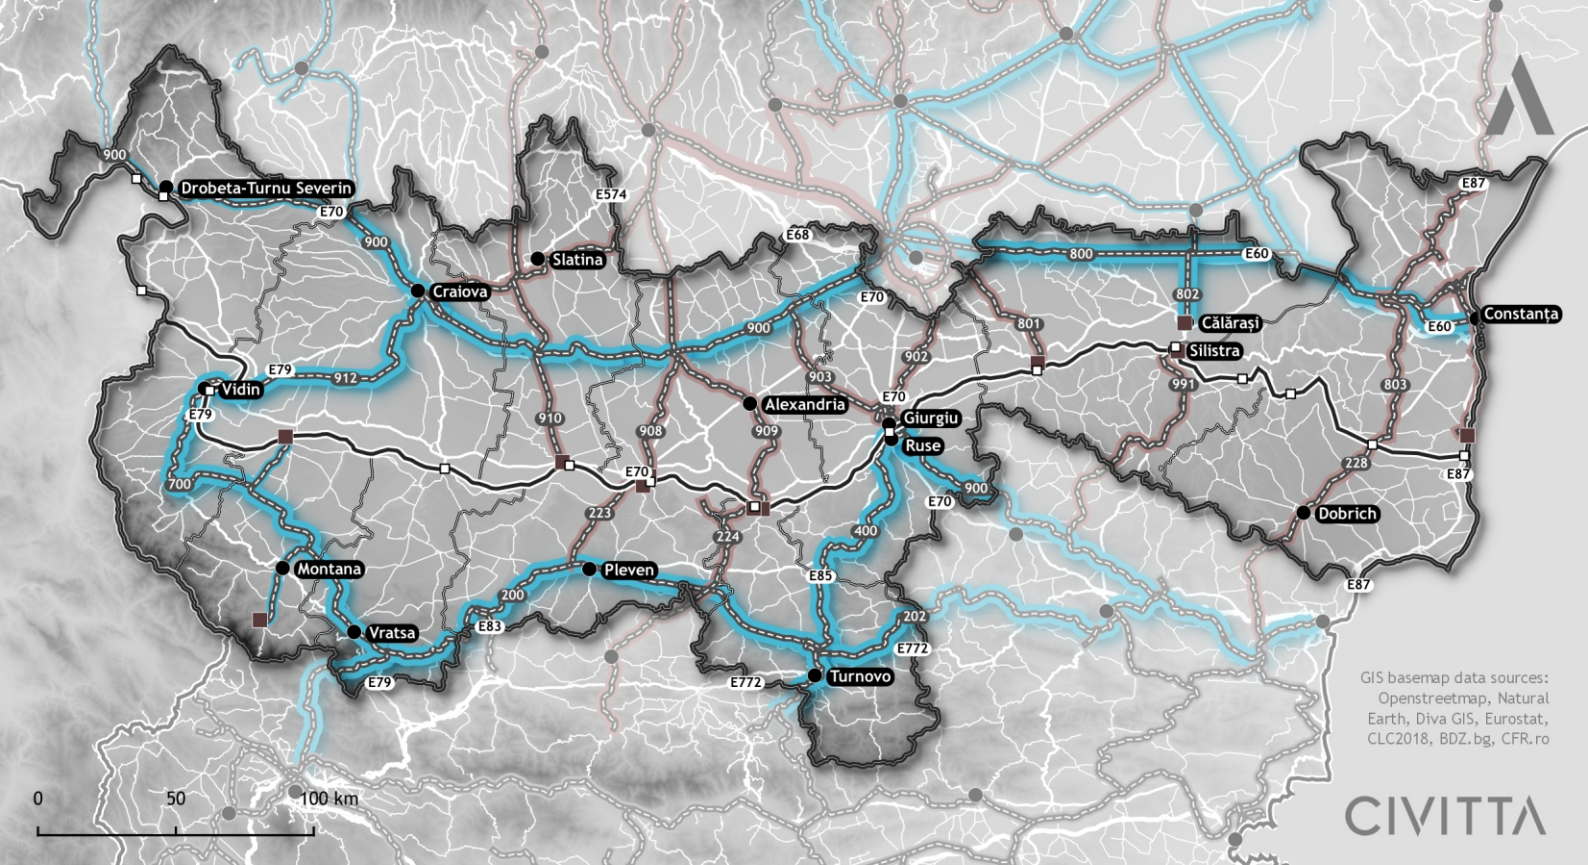 900
Drobeta-Turnu Severin
E70
900
E574
Slatina
Craiova
E68
E70
900
800
E60
802
801
Călărași
Silistra
E87
Constanța
E60
803
991
902
903
E79
912
Vidin
E79
Alexandria
E70
Giurgiu
Ruse
910
908
909
E70
700
223
224
400
E70
900
228
E87
Dobrich
E87
Montana
Pleven
200
E85
202
E772
Vratsa
E83
E79
E772
Turnovo
GIS basemap data sources:
Openstreetmap, Natural
Earth, Diva GIS, Eurostat,
CLC2018, BDZ.bg, CFR.ro
0 50 100 km
CIVITTA